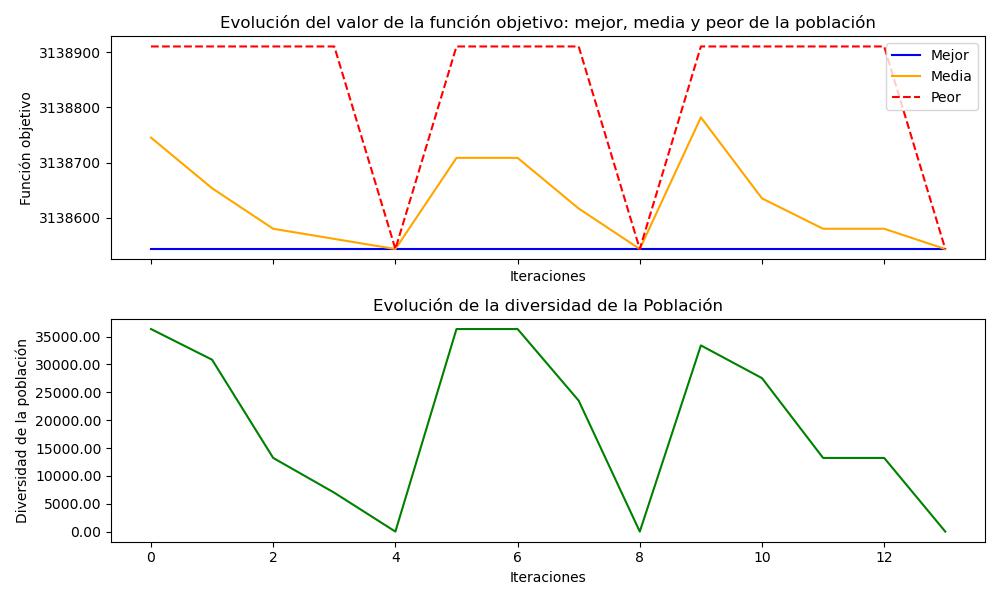 Evolución del valor de la función objetivo: mejor, media y peor de la población
Función objetivo
3138900
3138800
3138700
3138600
Mejor
Media
Peor
Iteraciones
Evolución de la diversidad de la Población
Diversidad de la población
35000.00
30000.00
25000.00
20000.00
15000.00
10000.00
5000.00
0.00
0 2 4 6 8 10 12
Iteraciones